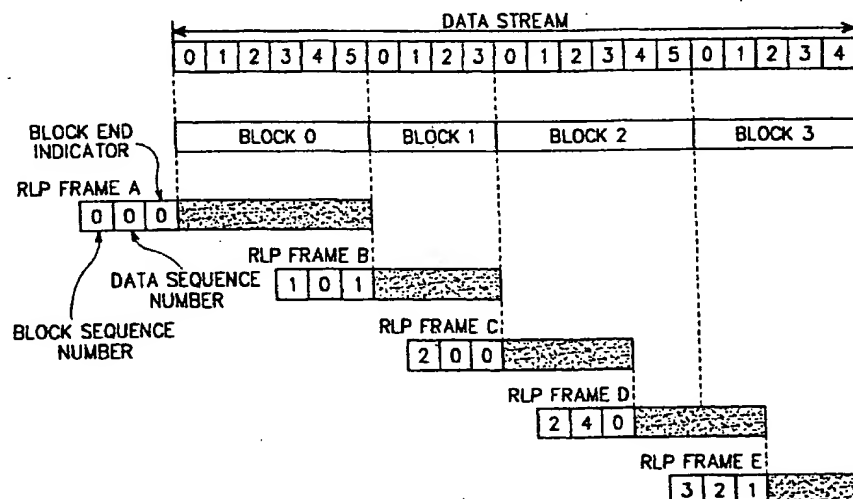 DATA STREAM
0 1 2 3 4 5 0 1 2 3 0 1 2 3 4 5 0 1 2 3 4
BLOCK END
INDICATOR
BLOCK 0 BLOCK 1 BLOCK 2 BLOCK 3
RLP FRAME A
0 0 0
RLP FRAME B
1 0 1
DATA SEQUENCE
NUMBER
BLOCK SEQUENCE
NUMBER
RLP FRAME C
2 0 0
RLP FRAME D
2 4 0
RLP FRAME E
3 2 1